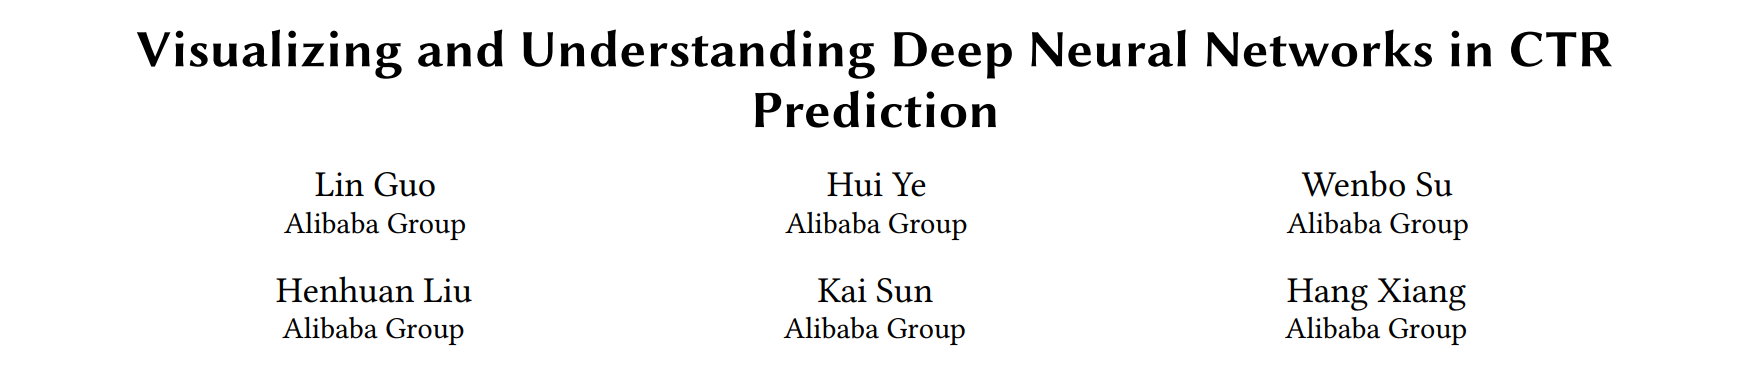 Visualizing and Understanding Deep Neural Networks in CTR
Prediction
Lin Guo
Alibaba Group
Hui Ye
Alibaba Group
Wenbo Su
Alibaba Group
Henhuan Liu
Alibaba Group
Kai Sun
Alibaba Group
Hang Xiang
Alibaba Group